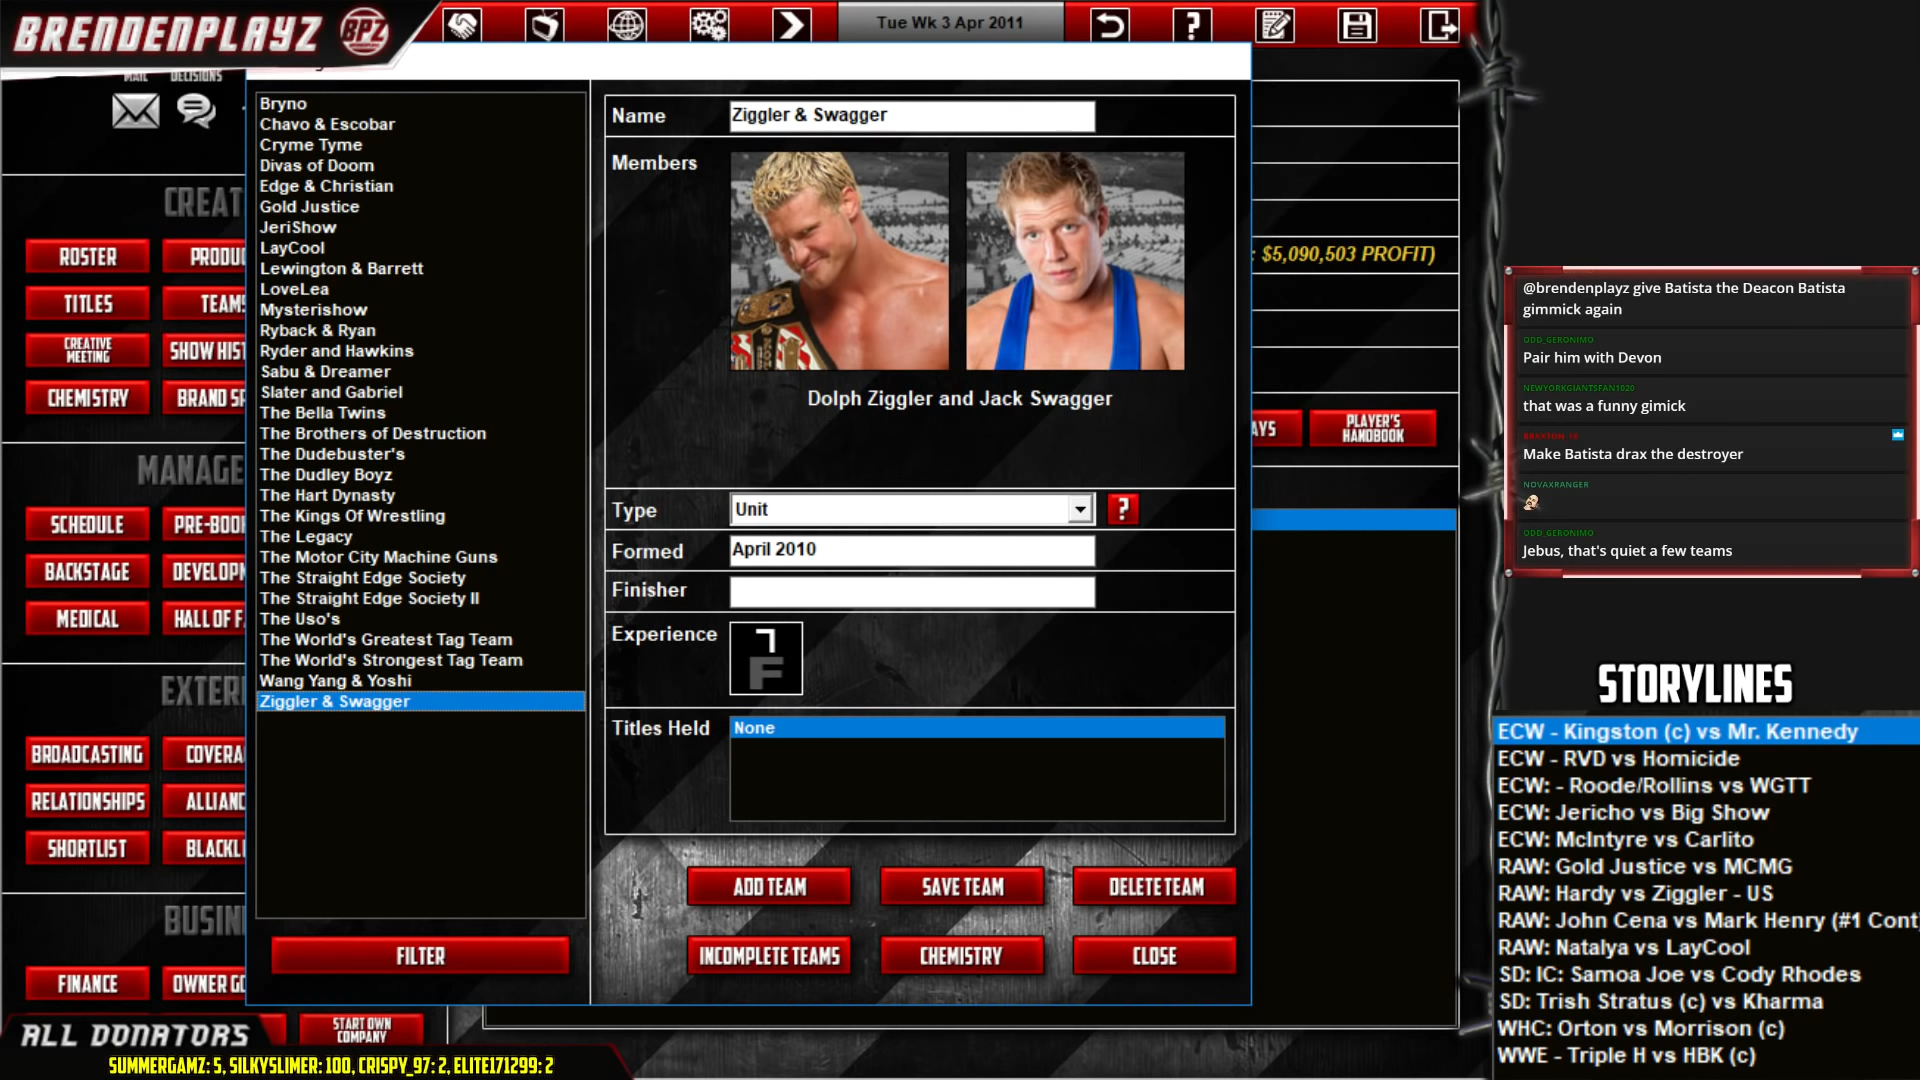 BRENDENPLAYZ
BPZ
Tue Wk 3 Apr 2011
MAIL DECISIONS
Bryno
Chavo & Escobar
Cryme Tyme
Divas of Doom
Edge & Christian
Gold Justice
JeriShow
LayCool
Lewington & Barrett
LoveLea
Mysterishow
Ryback & Ryan
Ryder and Hawkins
Sabu & Dreamer
Slater and Gabriel
The Bella Twins
The Brothers of Destruction
The Dudebuster's
The Dudley Boyz
The Hart Dynasty
The Kings Of Wrestling
The Legacy
The Motor City Machine Guns
The Straight Edge Society
The Straight Edge Society II
The Uso's
The World's Greatest Tag Team
The World's Strongest Tag Team
Wang Yang & Yoshi
Ziggler & Swagger
FILTER
Name Ziggler & Swagger
Members
Dolph Ziggler and Jack Swagger
Type Unit ?
Formed April 2010
Finisher
Experience F
Titles Held None
ADD TEAM SAVE TEAM DELETE TEAM
INCOMPLETE TEAMS CHEMISTRY CLOSE
CREAT
ROSTER PRODU
TITLES TEAMS
CREATIVE MEETING SHOW HIST
CHEMISTRY BRAND SP
MANAGE
SCHEDULE PRE-BOO
BACKSTAGE DEVELOPM
MEDICAL HALL OF F
EXTER
BROADCASTING COVERA
RELATIONSHIPS ALLIANC
SHORTLIST BLACKLI
BUSIN
FINANCE OWNER GO
START OWN COMPANY
ALL DONATORS
SUMMERGAMZ: 5, SILKYSLIMER: 100, CRISPY_97: 2, ELITE171299: 2
: $5,090,503 PROFIT)
AYS
PLAYER'S HANDBOOK
@brendenplayz give Batista the Deacon Batista
gimmick again
ODD_GERONIMO
Pair him with Devon
NEWYORKGIANTSFAN1020
that was a funny gimick
Make Batista drax the destroyer
NOVAXRANGER
ODD_GERONIMO
Jebus, that's quiet a few teams
STORYLINES
ECW - Kingston (c) vs Mr. Kennedy
ECW - RVD vs Homicide
ECW: - Roode/Rollins vs WGTT
ECW: Jericho vs Big Show
ECW: McIntyre vs Carlito
RAW: Gold Justice vs MCMG
RAW: Hardy vs Ziggler - US
RAW: John Cena vs Mark Henry (#1 Cont
RAW: Natalya vs LayCool
SD: IC: Samoa Joe vs Cody Rhodes
SD: Trish Stratus (c) vs Kharma
WHC: Orton vs Morrison (c)
WWE - Triple H vs HBK (c)